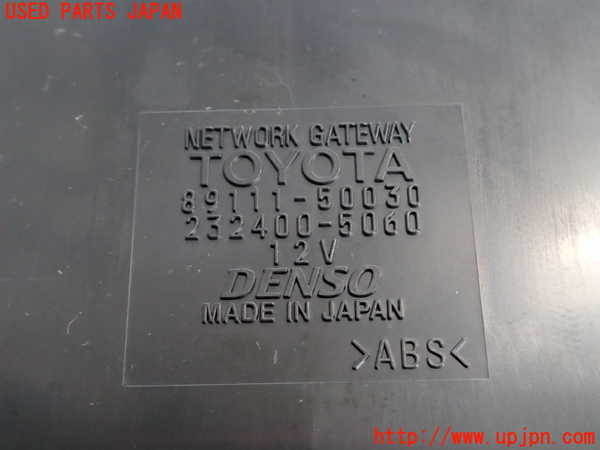 USED PARTS JAPAN
NETWORK GATEWAY
TOYOTA
89111-50030
232400-5060
12V
DENSO
MADE IN JAPAN
>ABS<
http://www.upjpn.com/